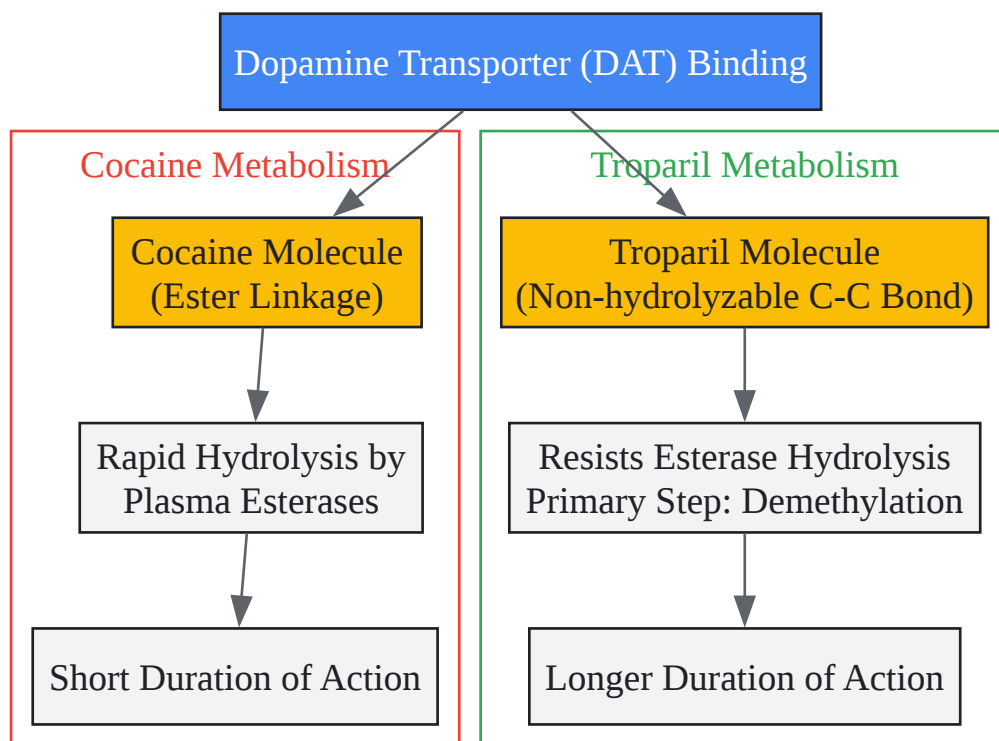 Dopamine Transporter (DAT) Binding
Cocaine Metabolism
Cocaine Molecule
(Ester Linkage)
Rapid Hydrolysis by
Plasma Esterases
Short Duration of Action
Troparil Metabolism
Troparil Molecule
(Non-hydrolyzable C-C Bond)
Resists Esterase Hydrolysis
Primary Step: Demethylation
Longer Duration of Action